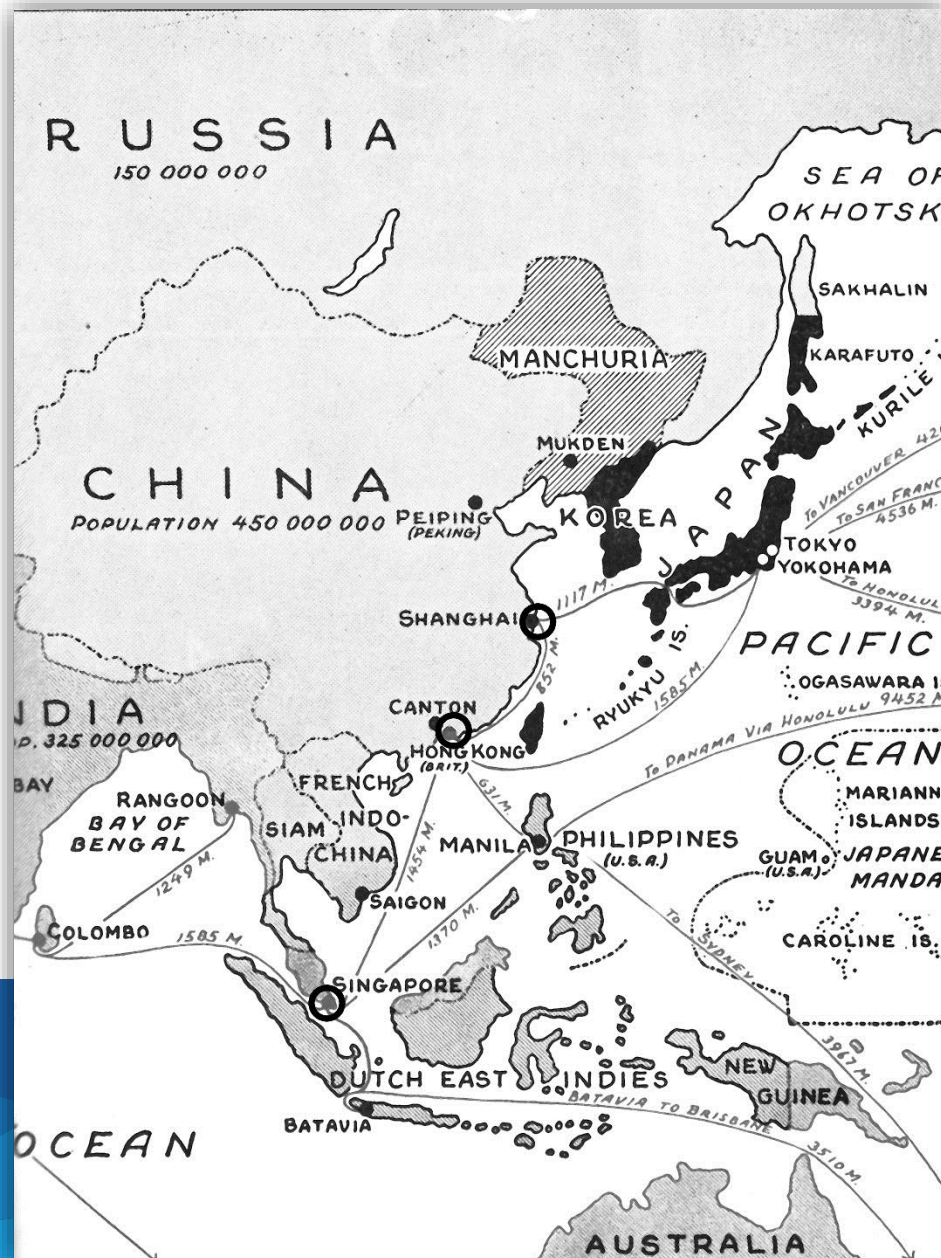 RUSSIA
150 000 000
SEA OF
OKHOTSK
SAKHALIN
KARAFUTO
KURILE
MANCHURIA
MUKDEN
JAPAN
CHINA
POPULATION 450 000 000
PEIPING
(PEKING)
KOREA
TO VANCOUVER
TO SAN FRANC
4536 M.
TOKYO
YOKOHAMA
TO HONOLUL
3394 M.
SHANGHAI
1117 M.
852 M.
RYUKYU IS.
1585 M.
PACIFIC
OGASAWARA I
9452 M
TO PANAMA VIA HONOLULU
OCEAN
NDIA
P. 325 000 000
BAY
CANTON
HONG KONG
(BRIT.)
FRENCH
INDO-
CHINA
SIAM
RANGOON
BAY OF
BENGAL
1249 M.
631 M.
1454 M.
MANILA
PHILIPPINES
(U.S.A.)
MARIANN
ISLANDS
GUAM
(U.S.A.)
JAPANE
MANDA
SAIGON
1370 M.
COLOMBO
1585 M.
TO SYDNEY
3967 M.
CAROLINE IS.
SINGAPORE
DUTCH EAST INDIES
NEW
GUINEA
BATAVIA
BATAVIA TO BRISBANE
3510 M.
OCEAN
AUSTRALIA